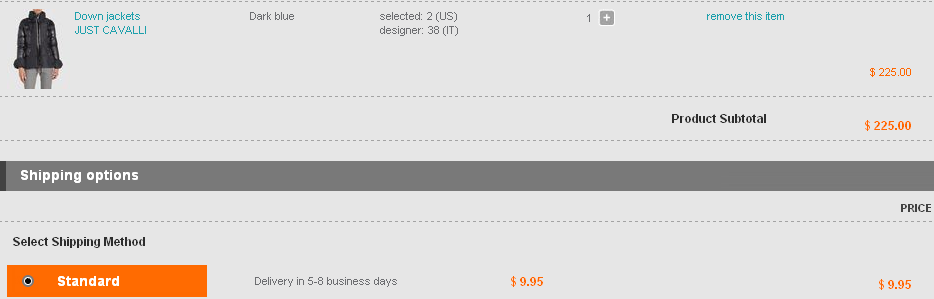 Down jackets Dark blue selected: 2 (US) 1 + remove this item
JUST CAVALLI designer: 38 (IT)
$ 225.00
Product Subtotal $ 225.00
Shipping options
PRICE
Select Shipping Method
Standard Delivery in 5-8 business days $ 9.95 $ 9.95